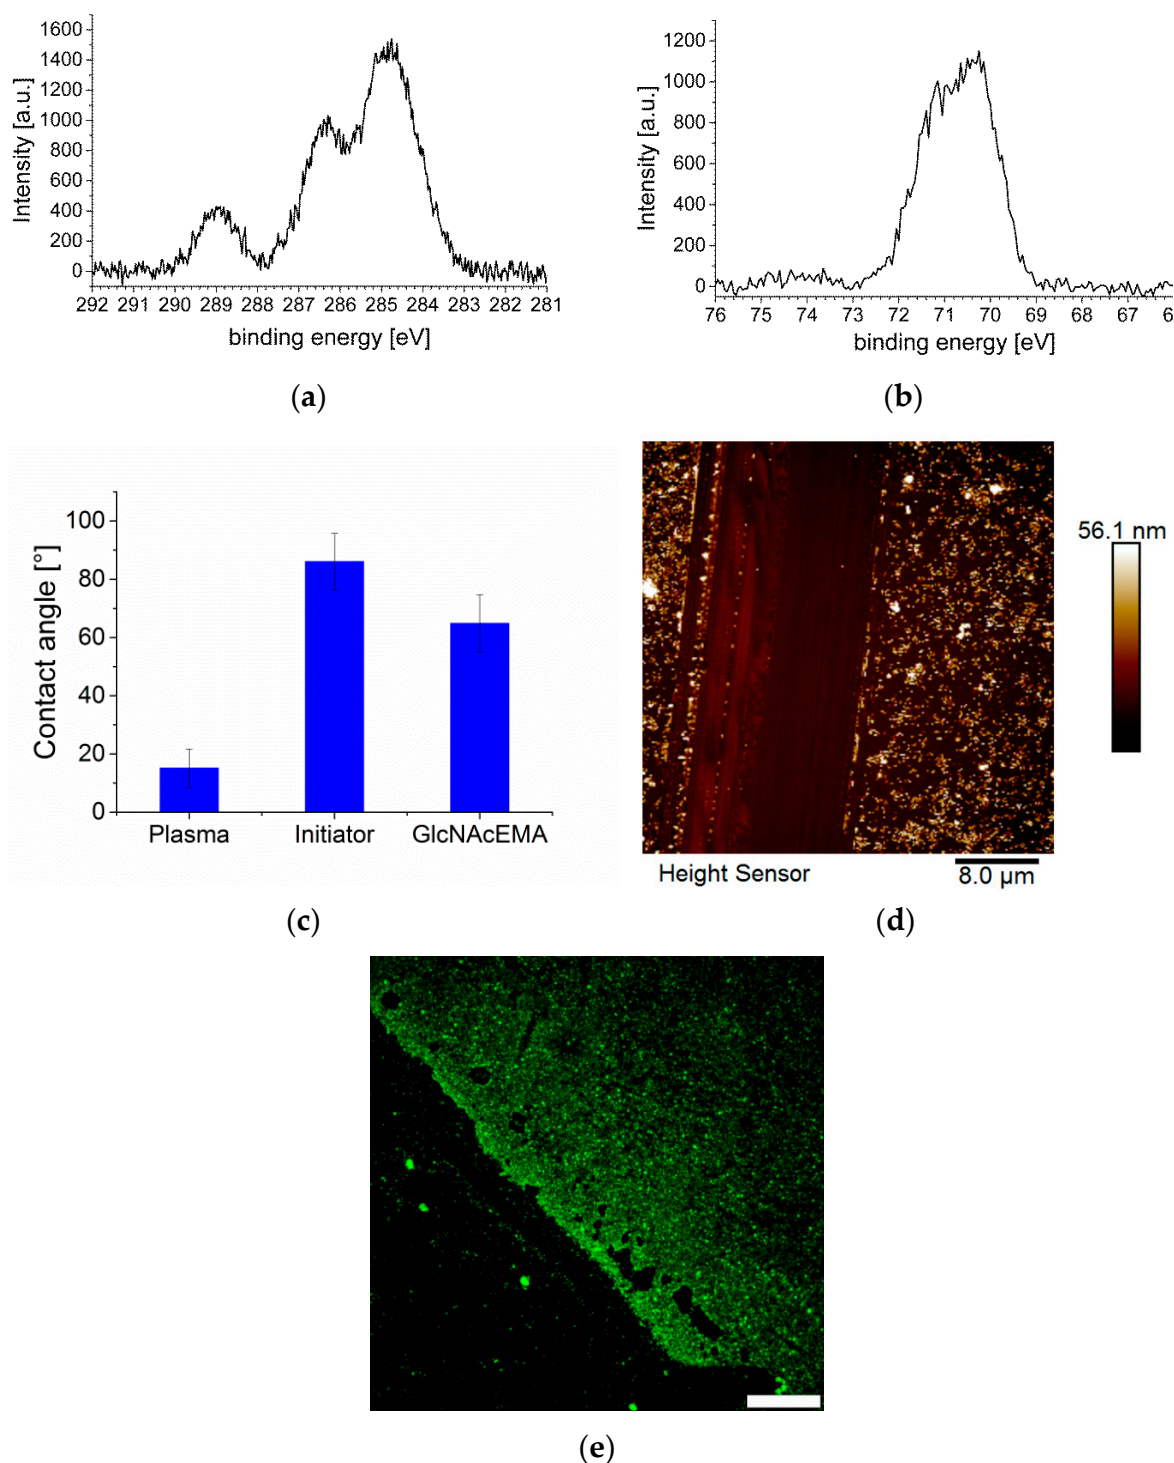 1600
1400
1200
1000
800
600
400
200
0
Intensity [a.u.]
292 291 290 289 288 287 286 285 284 283 282 281
binding energy [eV]
(a)
1200
1000
800
600
400
200
0
Intensity [a.u.]
76 75 74 73 72 71 70 69 68 67 6
binding energy [eV]
(b)
100
80
60
40
20
0
Contact angle [°]
Plasma Initiator GlcNAcEMA
(c)
56.1 nm
Height Sensor
8.0 µm
(d)
(e)